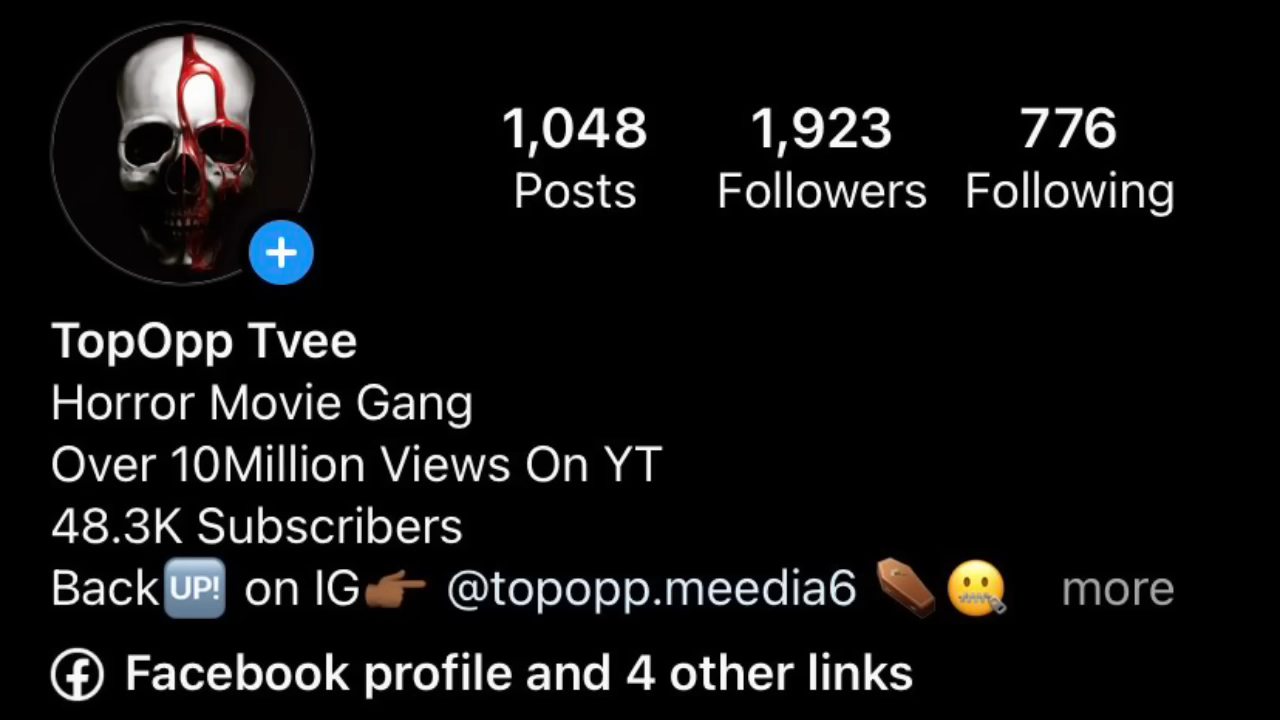 1,048 1,923 776
Posts Followers Following
TopOpp Tvee
Horror Movie Gang
Over 10Million Views On YT
48.3K Subscribers
Back🆙 on IG👉🏾 @topopp.meedia6 ⚰️🤐 more
Facebook profile and 4 other links